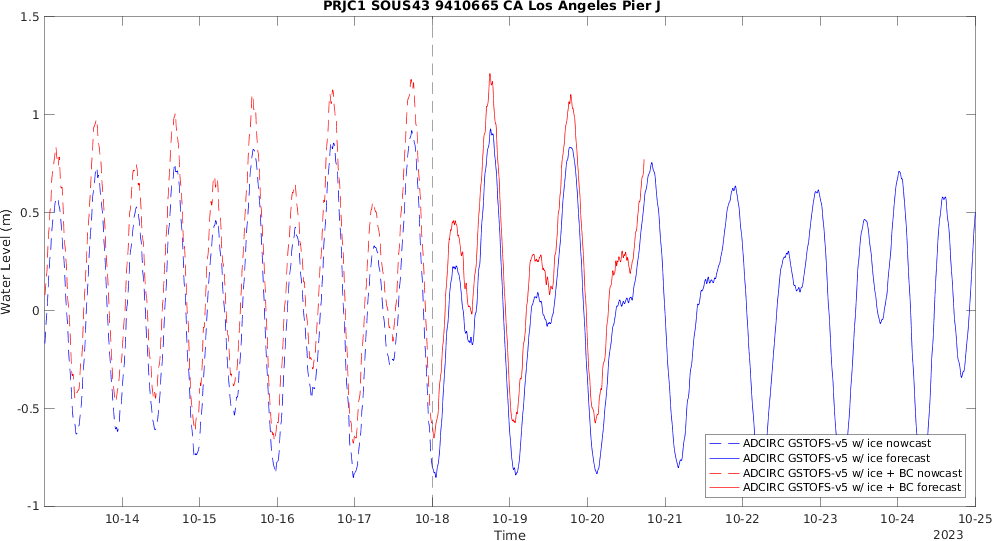 PRJC1 SOUS43 9410665 CA Los Angeles Pier J
1.5
1
0.5
0
-0.5
-1
Water Level (m)
ADCIRC GSTOFS-v5 w/ ice nowcast
ADCIRC GSTOFS-v5 w/ ice forecast
ADCIRC GSTOFS-v5 w/ ice + BC nowcast
ADCIRC GSTOFS-v5 w/ ice + BC forecast
10-14 10-15 10-16 10-17 10-18 10-19 10-20 10-21 10-22 10-23 10-24 10-25
Time
2023